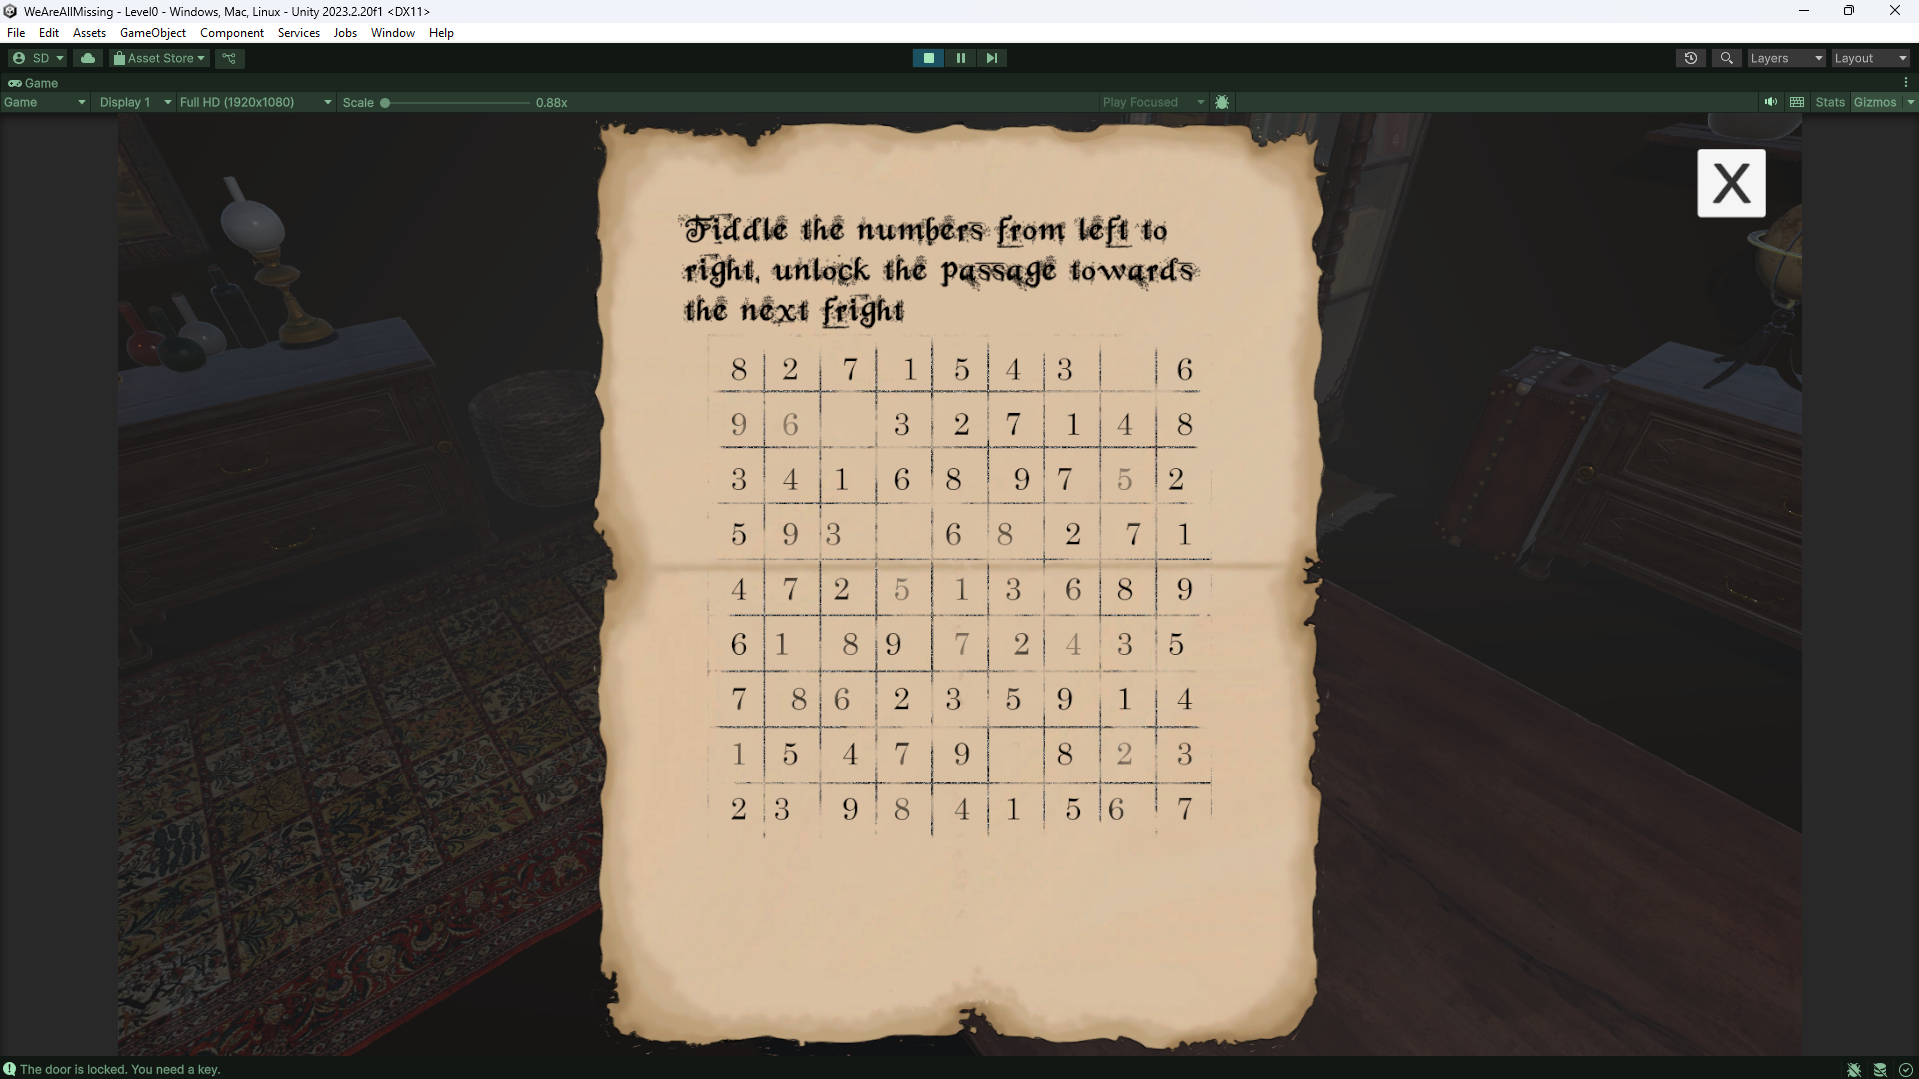 WeAreAllMissing - Level0 - Windows, Mac, Linux - Unity 2023.2.20f1 <DX11>
File Edit Assets GameObject Component Services Jobs Window Help
SD Asset Store Layers Layout
Game
Game Display 1 Full HD (1920x1080) Scale 0.88x Play Focused Stats Gizmos
X
Fiddle the numbers from left to
right, unlock the passage towards
the next fright
8 2 7 1 5 4 3 6
9 6 3 2 7 1 4 8
3 4 1 6 8 9 7 5 2
5 9 3 6 8 2 7 1
4 7 2 5 1 3 6 8 9
6 1 8 9 7 2 4 3 5
7 8 6 2 3 5 9 1 4
1 5 4 7 9 8 2 3
2 3 9 8 4 1 5 6 7
The door is locked. You need a key.